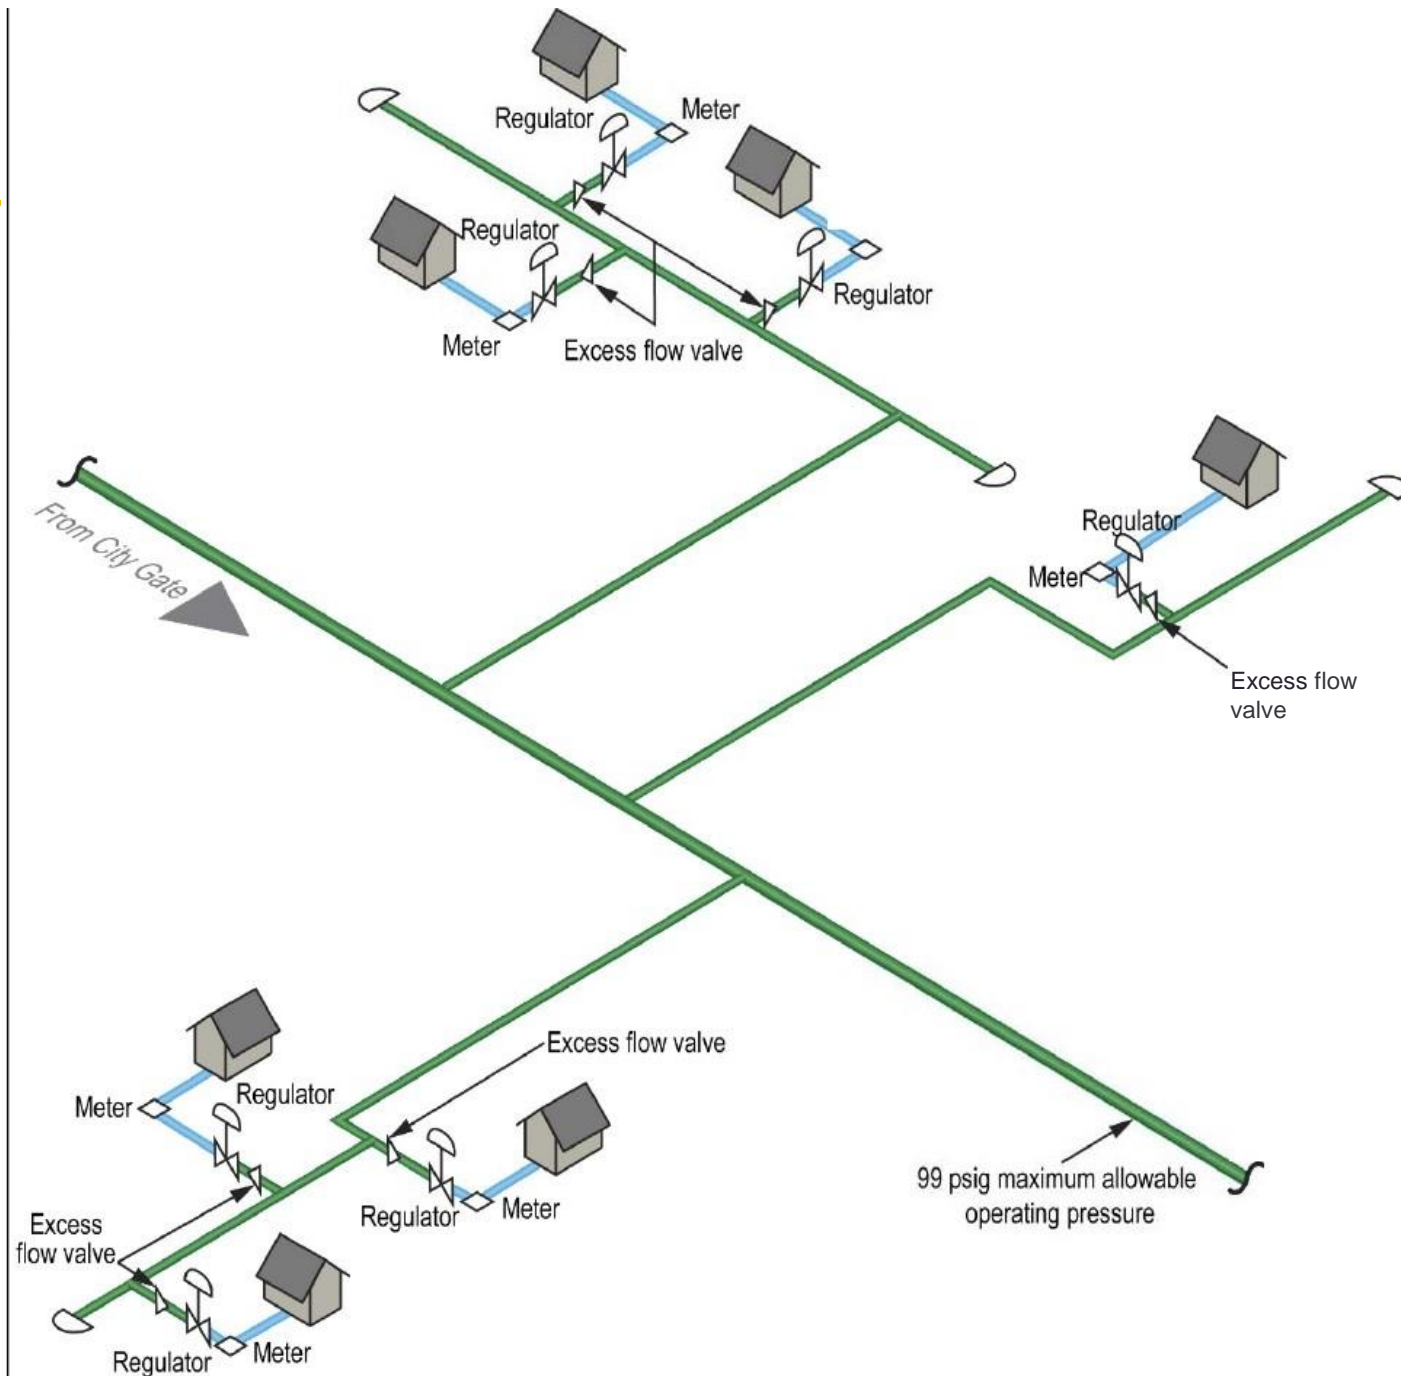 Regulator
Meter
Regulator
Regulator
Meter
Excess flow valve
From City Gate
Regulator
Meter
Excess flow
valve
Excess flow valve
Regulator
Meter
99 psig maximum allowable
operating pressure
Regulator
Meter
Excess
flow valve
Regulator
Meter